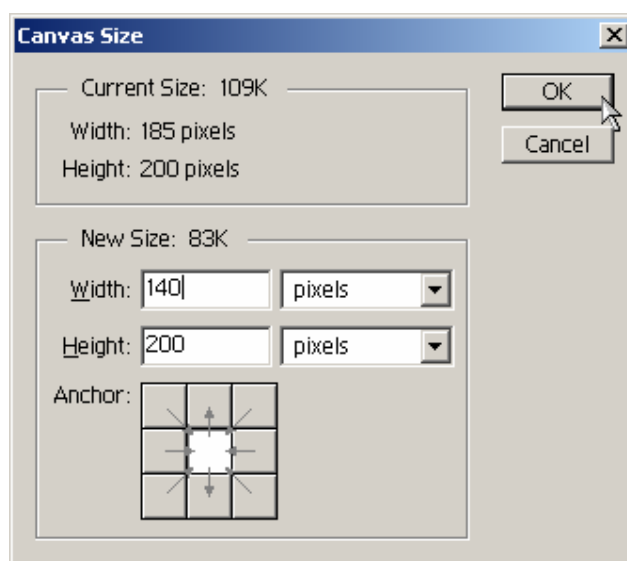 Canvas Size
Current Size: 109K
OK
Width: 185 pixels
Cancel
Height: 200 pixels
New Size: 83K
Width: 140 pixels
Height: 200 pixels
Anchor: